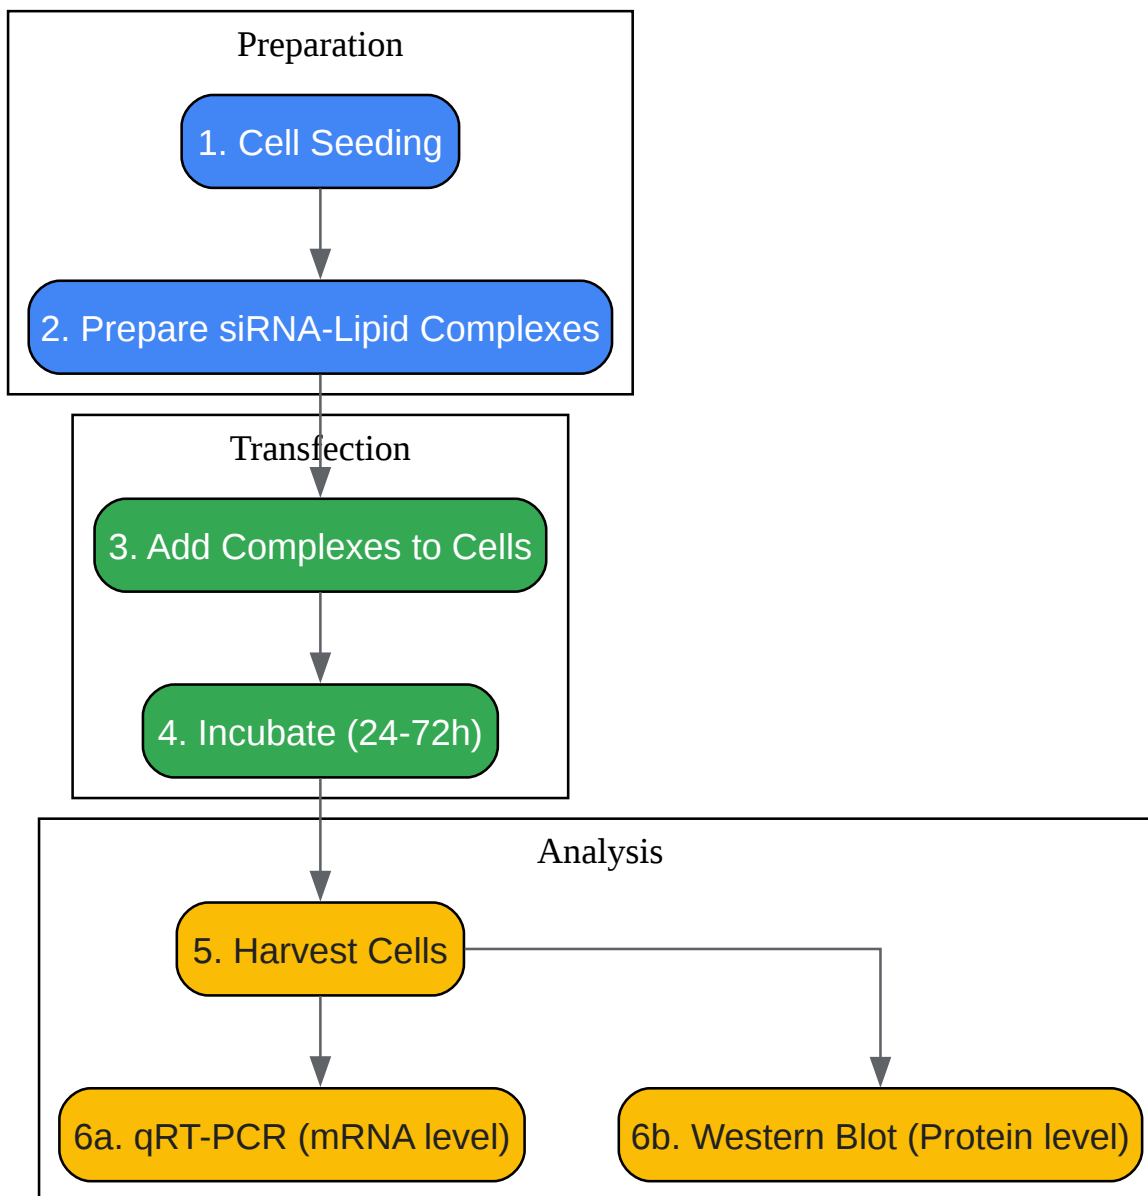 Preparation
1. Cell Seeding
2. Prepare siRNA-Lipid Complexes
Transfection
3. Add Complexes to Cells
4. Incubate (24-72h)
Analysis
5. Harvest Cells
6a. qRT-PCR (mRNA level)
6b. Western Blot (Protein level)